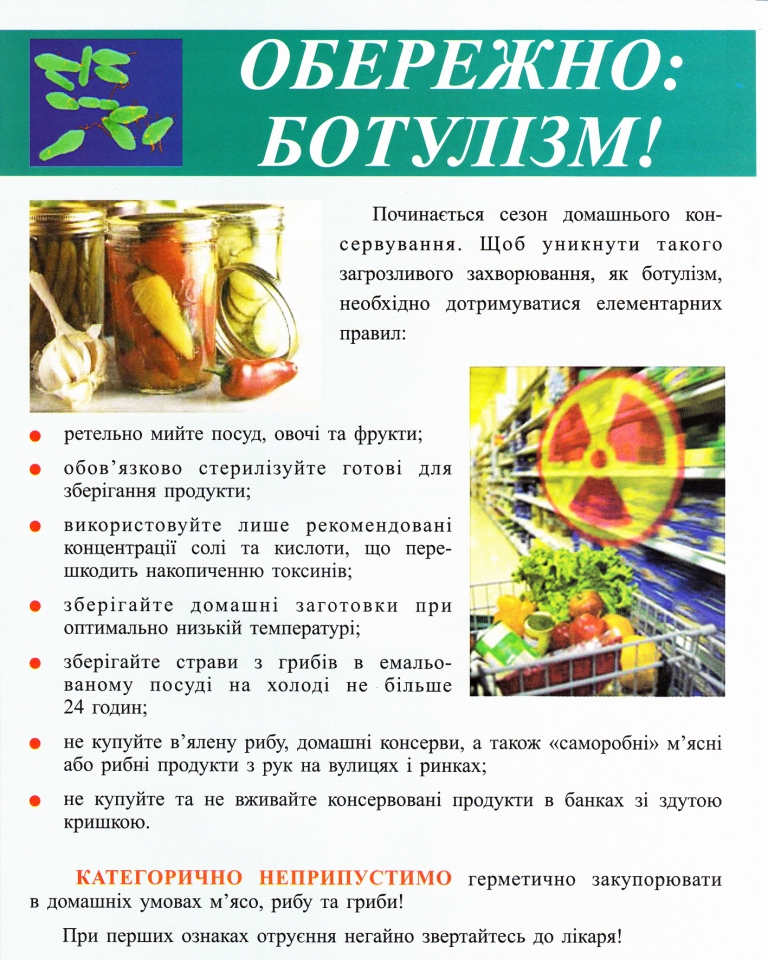 ОБЕРЕЖНО:
БОТУЛІЗМ!
Починається сезон домашнього кон-
сервування. Щоб уникнути такого
загрозливого захворювання, як ботулізм,
необхідно дотримуватися елементарних
правил:
ретельно мийте посуд, овочі та фрукти;
обов’язково стерилізуйте готові для
зберігання продукти;
використовуйте лише рекомендовані
концентрації солі та кислоти, що пере-
шкодить накопиченню токсинів;
зберігайте домашні заготовки при
оптимально низькій температурі;
зберігайте страви з грибів в емальо-
ваному посуді на холоді не більше
24 годин;
не купуйте в’ялену рибу, домашні консерви, а також «саморобні» м’ясні
або рибні продукти з рук на вулицях і ринках;
не купуйте та не вживайте консервовані продукти в банках зі здутою
кришкою.
КАТЕГОРИЧНО НЕПРИПУСТИМО герметично закупорювати
в домашніх умовах м’ясо, рибу та гриби!
При перших ознаках отруєння негайно звертайтесь до лікаря!